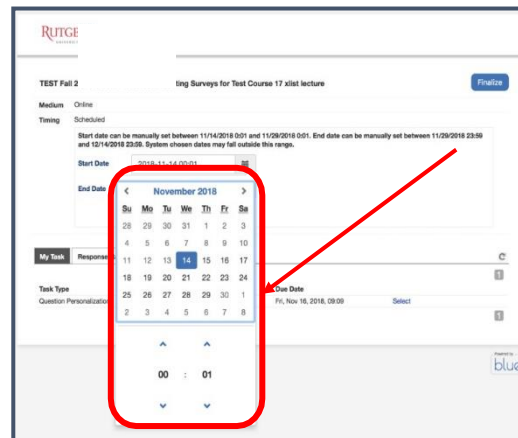 RUTGE
TEST Fall 2 ting Surveys for Test Course 17 xlist lecture
Finalize
Medium Online
Timing Scheduled
Start date can be manually set between 11/14/2018 0:01 and 11/29/2018 0:01. End date can be manually set between 11/29/2018 23:59
and 12/14/2018 23:59. System chosen dates may fall outside this range.
Start Date 2018-11-14 00:01
End Date
< November 2018 >
Su Mo Tu We Th Fr Sa
28 29 30 31 1 2 3
4 5 6 7 8 9 10
11 12 13 14 15 16 17
18 19 20 21 22 23 24
25 26 27 28 29 30 1
2 3 4 5 6 7 8
00 : 01
My Task Response
1
Task Type Due Date
Question Personalization Fri, Nov 16, 2018, 09:09 Select
1
blue